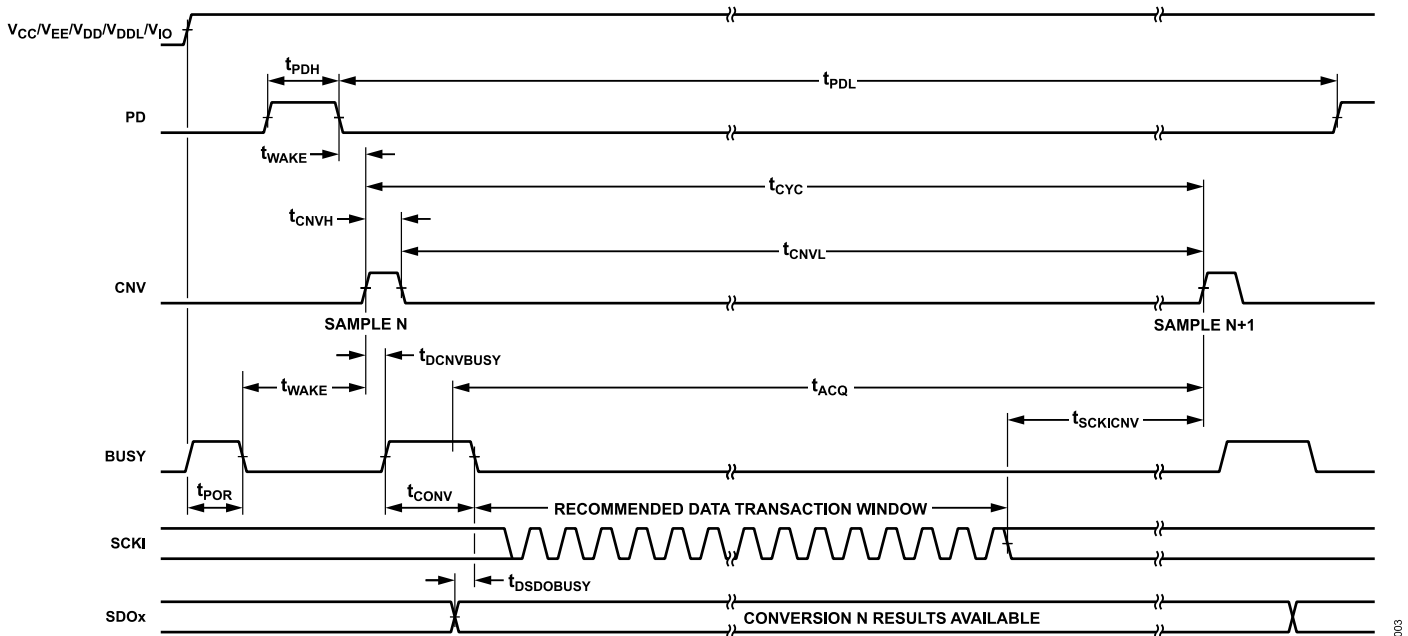 VCC/VEE/VDD/VDDL/VIO
tPDH
tPDL
PD
tWAKE
tCYC
tCNVH
tCNVL
CNV
SAMPLE N
SAMPLE N+1
tDCNVBUSY
tWAKE
tACQ
tSCKICNV
BUSY
tPOR
tCONV
RECOMMENDED DATA TRANSACTION WINDOW
SCKI
tDSDOBUSY
SDOx
CONVERSION N RESULTS AVAILABLE
003